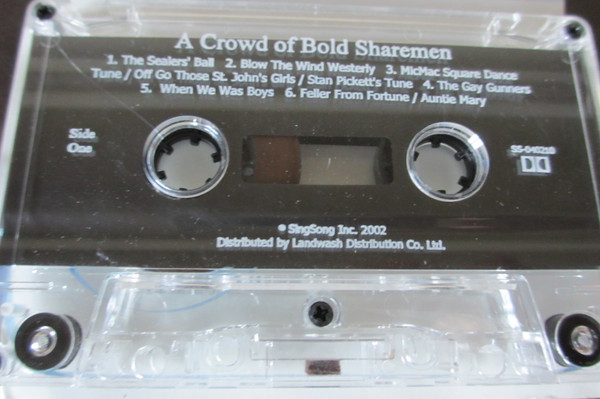 A Crowd of Bold Sharemen
1. The Sealers' Ball 2. Blow The Wind Westerly 3. MicMac Square Dance
Tune / Off Go Those St. John's Girls / Stan Pickett's Tune 4. The Gay Gunners
5. When We Was Boys 6. Feller From Fortune / Auntie Mary
Side
One
℗ SingSong Inc. 2002
Distributed by Landwash Distribution Co. Ltd.